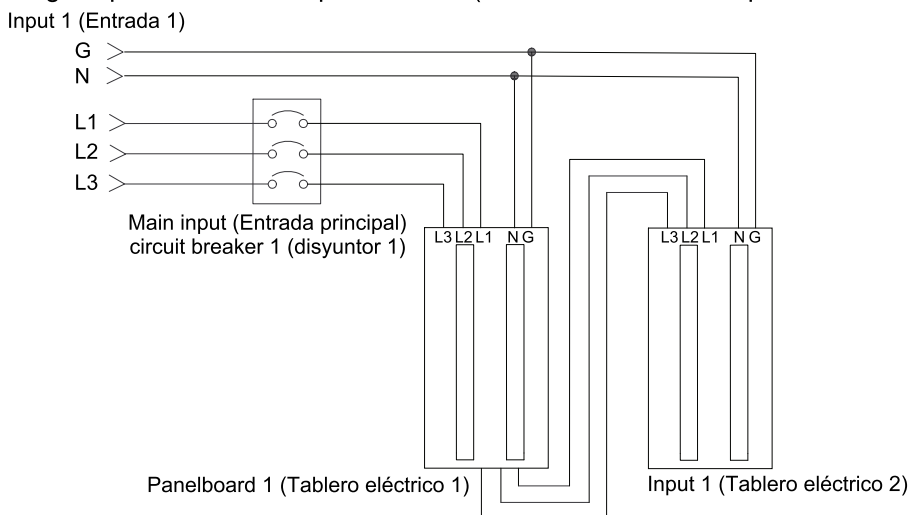 Input 1 (Entrada 1)
G
N
L1
L2
L3
Main input (Entrada principal)
circuit breaker 1 (disyuntor 1)
L3 L2 L1 N G
L3 L2 L1 N G
Panelboard 1 (Tablero eléctrico 1)
Input 1 (Tablero eléctrico 2)